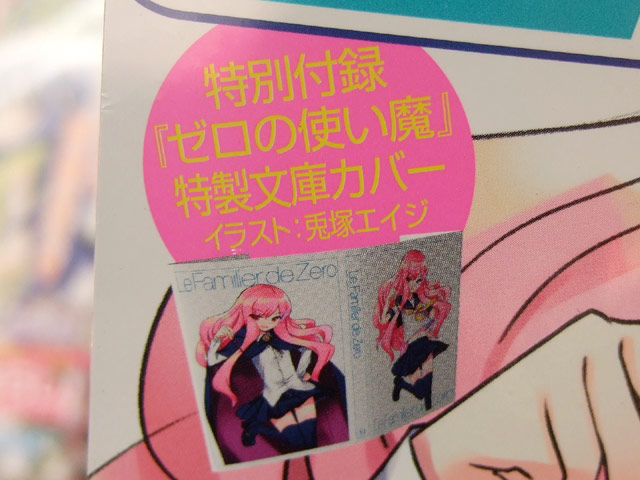 特別付録
『ゼロの使い魔』
特製文庫カバー
イラスト:兎塚エイジ
Le Familier de Zero
Le Familier de Zero